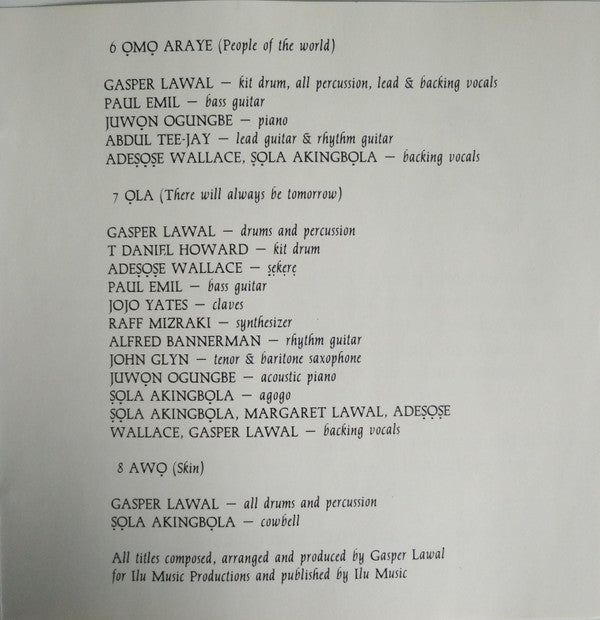 6 ỌMỌ ARAYE (People of the world)
GASPER LAWAL – kit drum, all percussion, lead & backing vocals
PAUL EMIL – bass guitar
JUWỌN OGUNGBE – piano
ABDUL TEE-JAY – lead guitar & rhythm guitar
ADEṢỌṢE WALLACE, ṢỌLA AKINGBỌLA – backing vocals
7 ỌLA (There will always be tomorrow)
GASPER LAWAL – drums and percussion
T DANIEL HOWARD – kit drum
ADEṢỌṢE WALLACE – ṣẹkẹrẹ
PAUL EMIL – bass guitar
JOJO YATES – claves
RAFF MIZRAKI – synthesizer
ALFRED BANNERMAN – rhythm guitar
JOHN GLYN – tenor & baritone saxophone
JUWỌN OGUNGBE – acoustic piano
ṢỌLA AKINGBỌLA – agogo
ṢỌLA AKINGBỌLA, MARGARET LAWAL, ADEṢỌṢE
WALLACE, GASPER LAWAL – backing vocals
8 AWỌ (Skin)
GASPER LAWAL – all drums and percussion
ṢỌLA AKINGBỌLA – cowbell
All titles composed, arranged and produced by Gasper Lawal
for Ilu Music Productions and published by Ilu Music